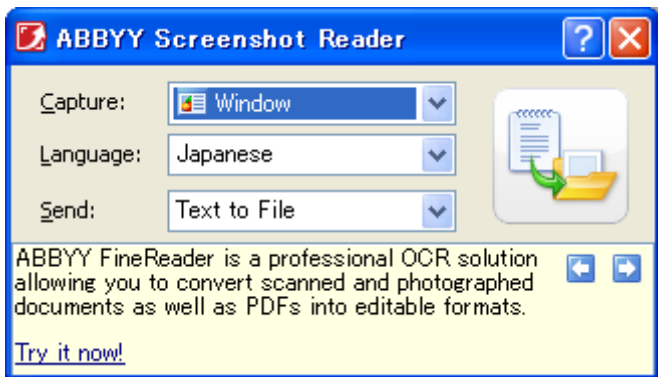 ABBYY Screenshot Reader
Capture: Window
Language: Japanese
Send: Text to File
ABBYY FineReader is a professional OCR solution
allowing you to convert scanned and photographed
documents as well as PDFs into editable formats.
Try it now!